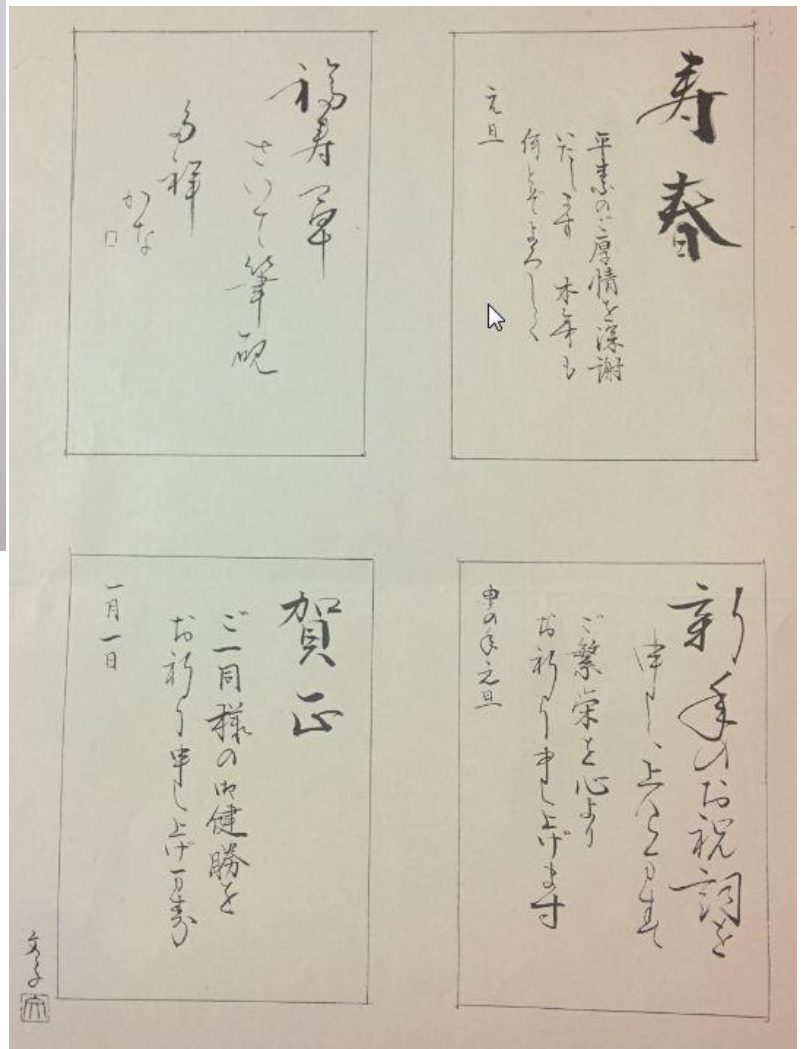 寿春
平素のご厚情を深謝
いたします 本年も
何とぞよろしく
元旦
福寿草
さいて筆硯
多祥
かな
新年のお祝詞を
申し上げます
ご繁栄を心より
お祈り申し上げます
申の年元旦
賀正
ご一同様の御健勝を
お祈り申し上げます
一月一日
文子